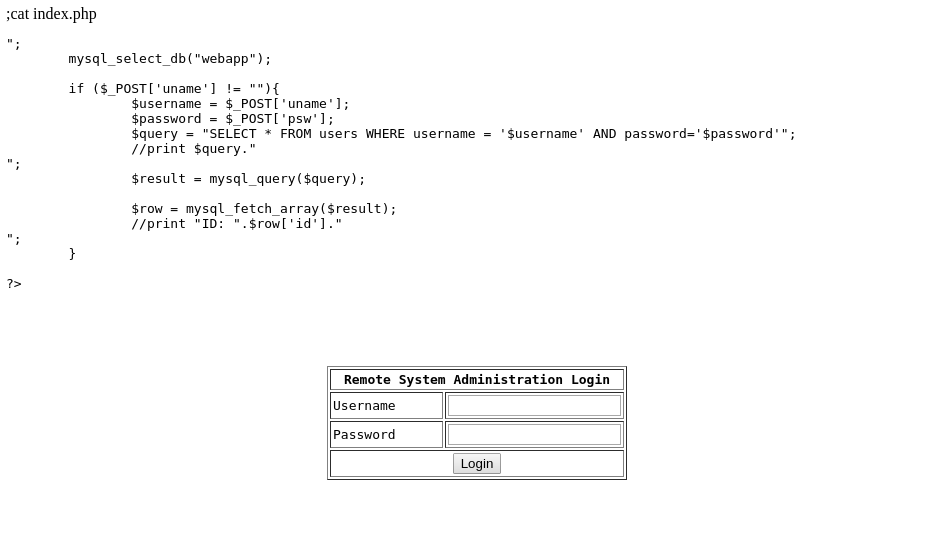 ;cat index.php
";
mysql_select_db("webapp");
if ($_POST['uname'] != ""){
$username = $_POST['uname'];
$password = $_POST['psw'];
$query = "SELECT * FROM users WHERE username = '$username' AND password='$password'";
//print $query."
";
$result = mysql_query($query);
$row = mysql_fetch_array($result);
//print "ID: ".$row['id']."
";
}
?>
Remote System Administration Login
Username
Password
Login